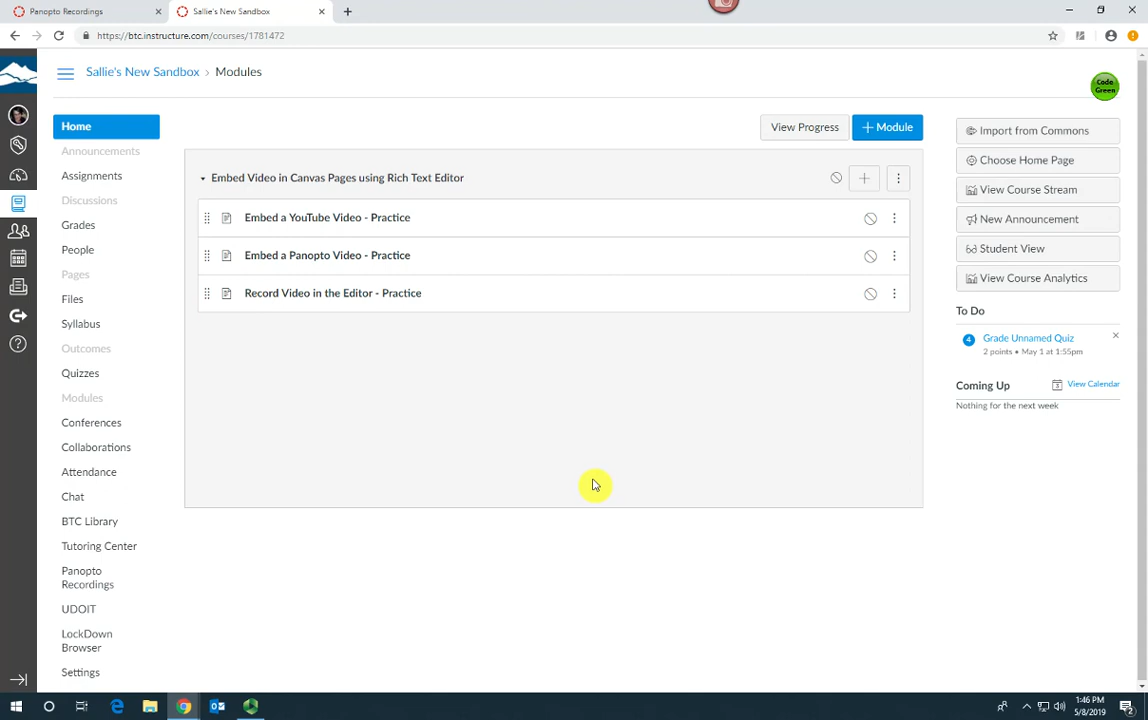 Panopto Recordings
Sallie's New Sandbox
https://btc.instructure.com/courses/1781472
Sallie's New Sandbox › Modules
Code
Green
Home
Announcements
Assignments
Discussions
Grades
People
Pages
Files
Syllabus
Outcomes
Quizzes
Modules
Conferences
Collaborations
Attendance
Chat
BTC Library
Tutoring Center
Panopto
Recordings
UDOIT
LockDown
Browser
Settings
View Progress
+ Module
Embed Video in Canvas Pages using Rich Text Editor
Embed a YouTube Video - Practice
Embed a Panopto Video - Practice
Record Video in the Editor - Practice
Import from Commons
Choose Home Page
View Course Stream
New Announcement
Student View
View Course Analytics
To Do
4 Grade Unnamed Quiz
2 points • May 1 at 1:55pm
Coming Up
View Calendar
Nothing for the next week
1:46 PM
5/8/2019